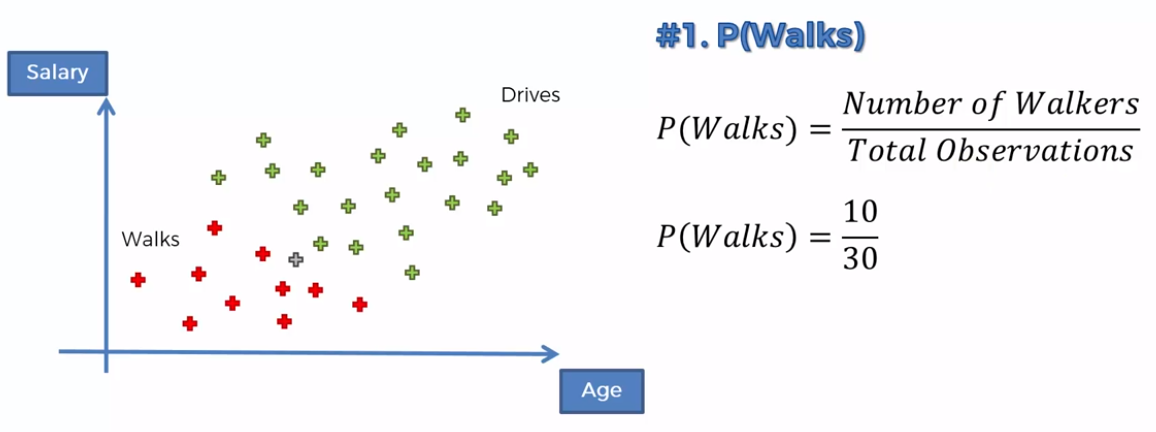 #1. P(Walks)
Salary
Drives
Walks
Age
P(Walks) = Number of Walkers / Total Observations
P(Walks) = 10 / 30